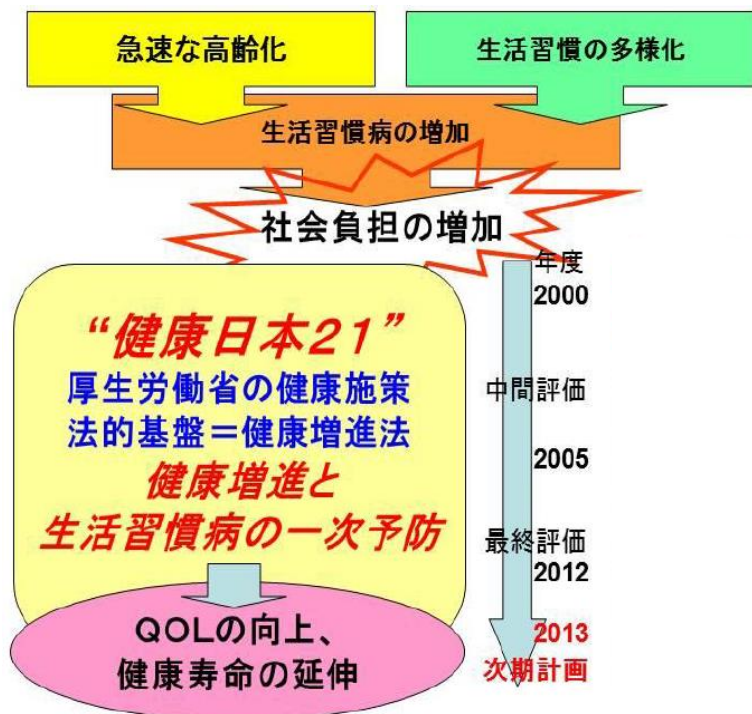 急速な高齢化
生活習慣の多様化
生活習慣病の増加
社会負担の増加
“健康日本21”
厚生労働省の健康施策
法的基盤=健康増進法
健康増進と
生活習慣病の一次予防
QOLの向上、
健康寿命の延伸
年度
2000
中間評価
2005
最終評価
2012
2013
次期計画